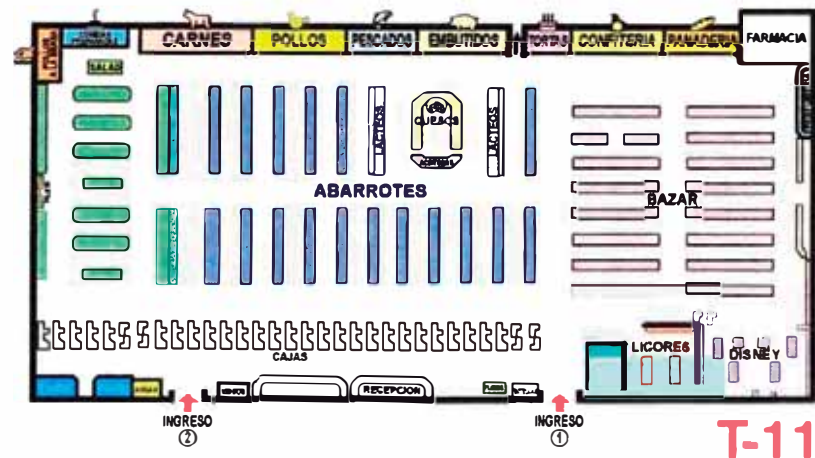 CARNES
POLLOS
PESCADOS
EMBUTIDOS
TORTAS
CONFITERIA
PANADERIA
FARMACIA
SALAD
LACTEOS
QUESOS
LACTEOS
ABARROTES
BAZAR
CAJAS
LICORES
DISNEY
RECEPCION
INGRESO
②
INGRESO
①
T-11